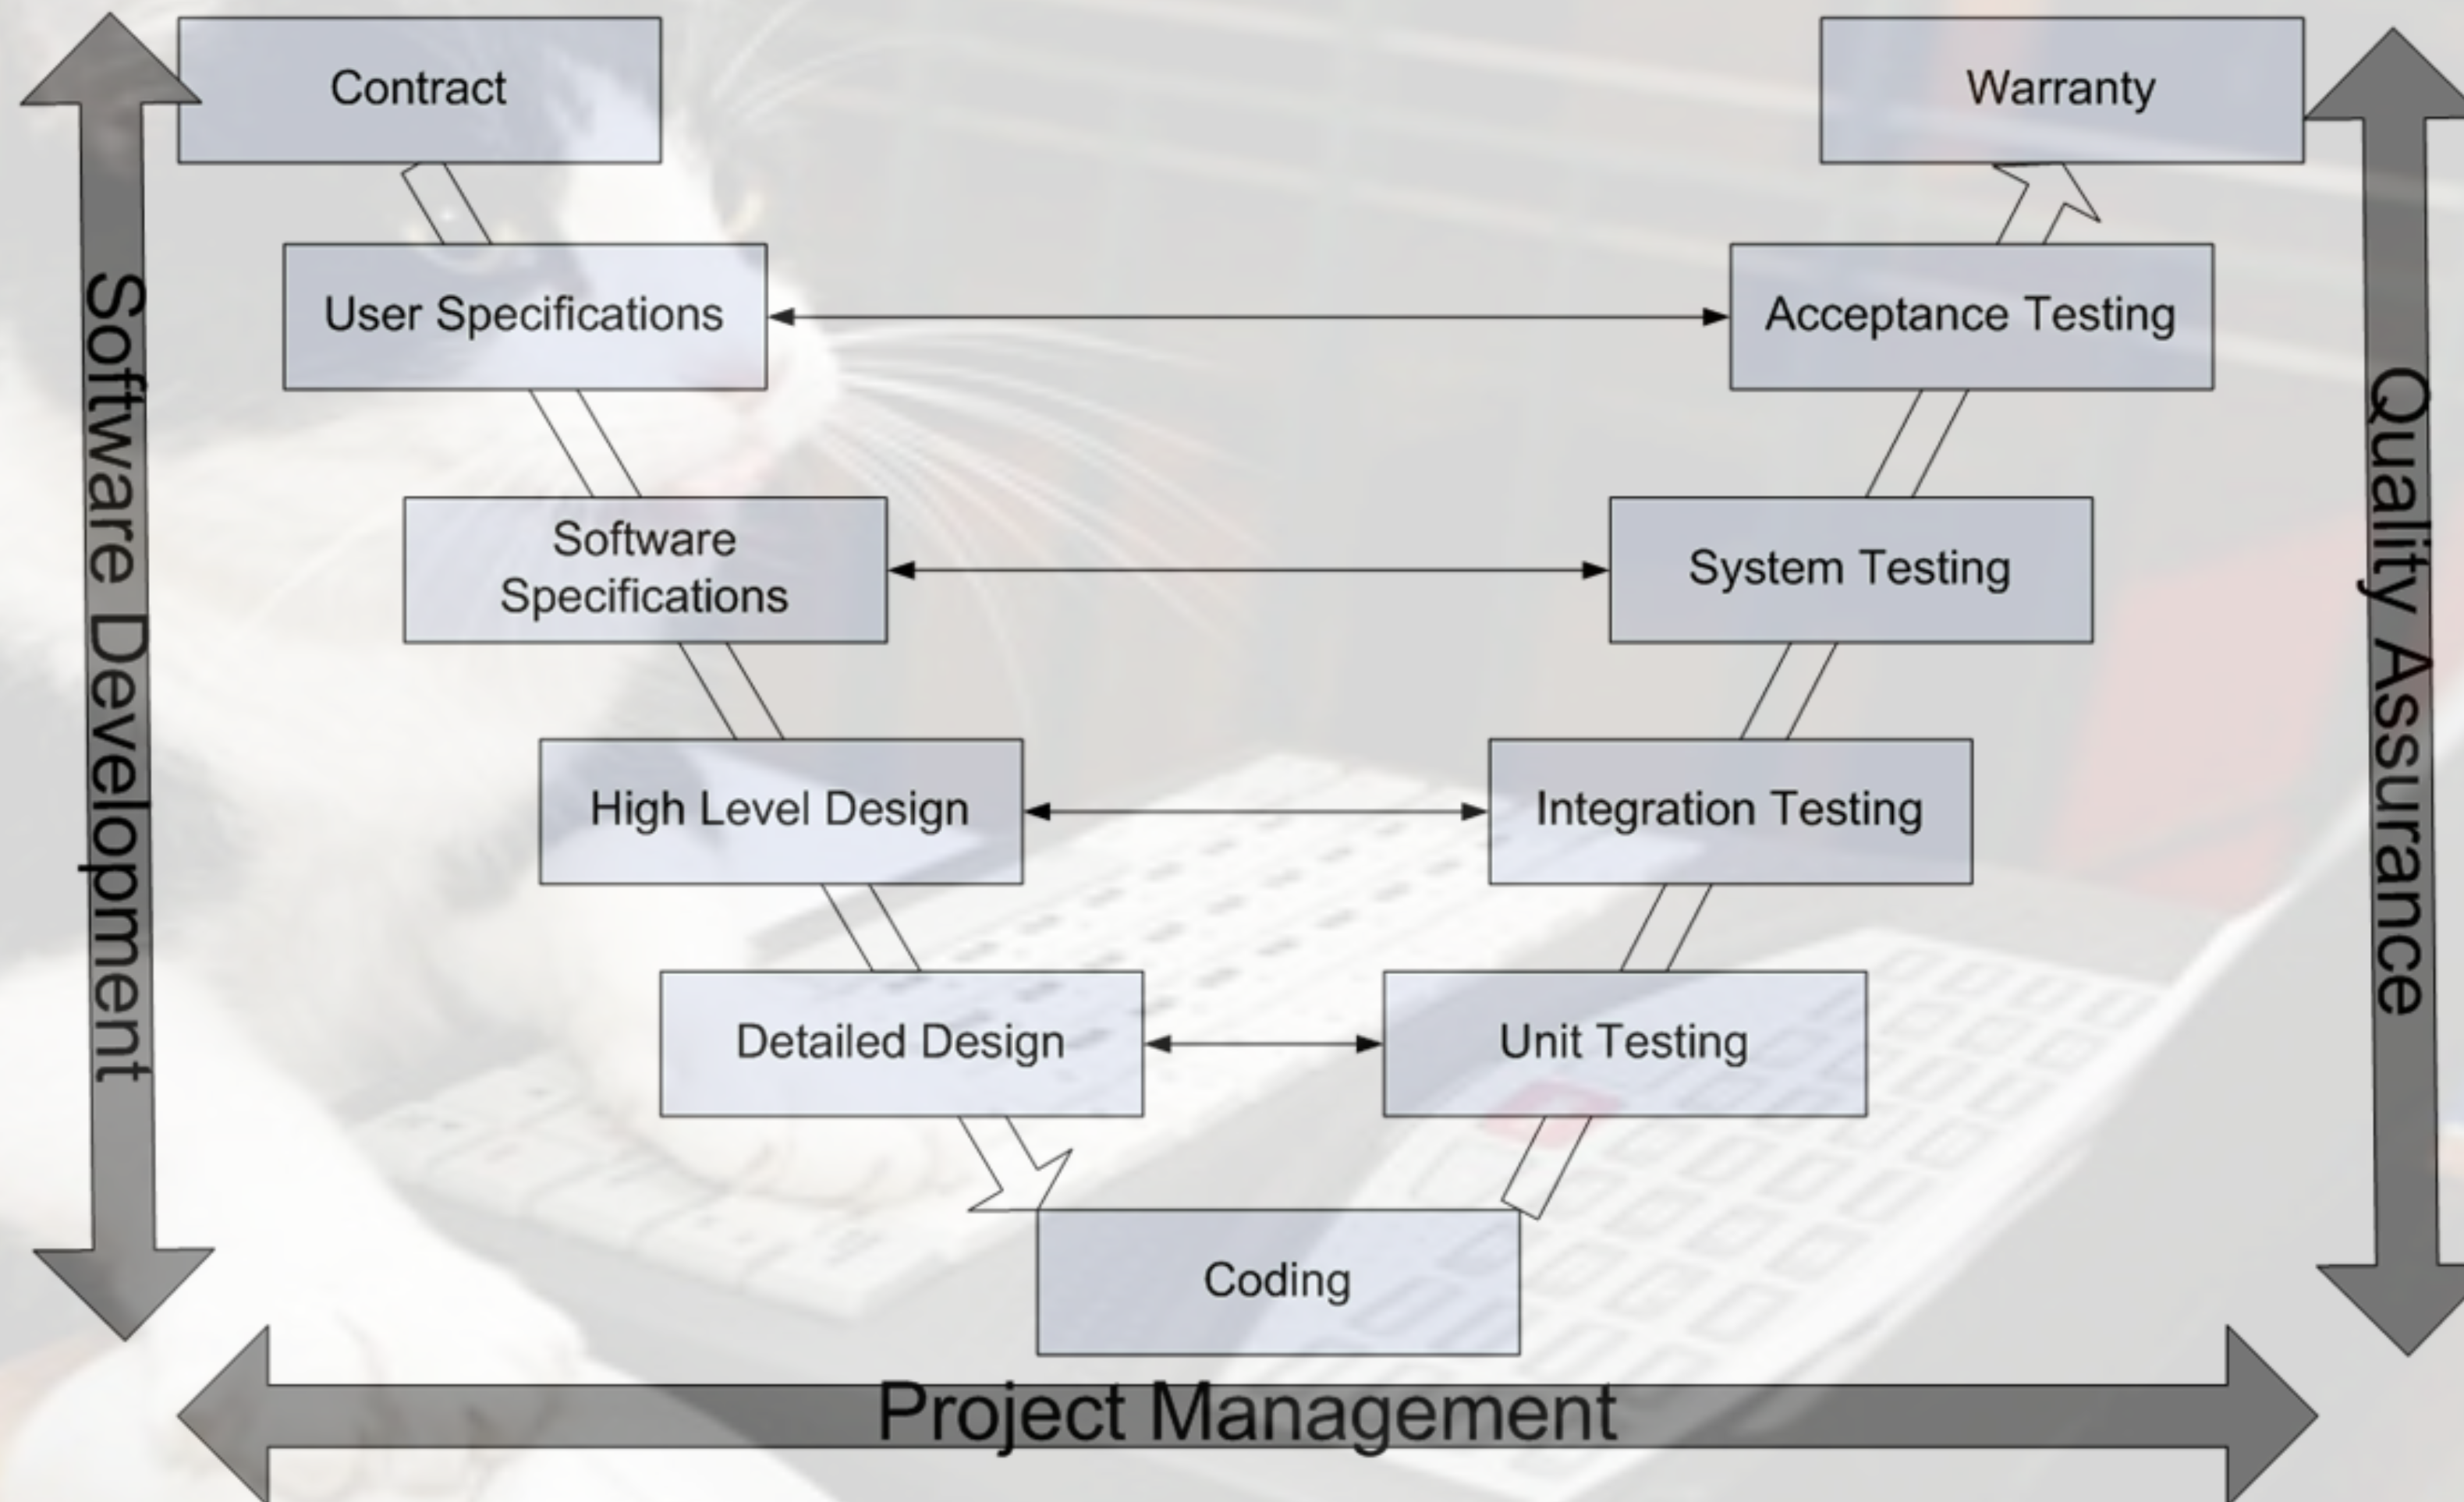 Contract
Warranty
User Specifications
Acceptance Testing
Software
Specifications
System Testing
High Level Design
Integration Testing
Detailed Design
Unit Testing
Coding
Software Development
Quality Assurance
Project Management